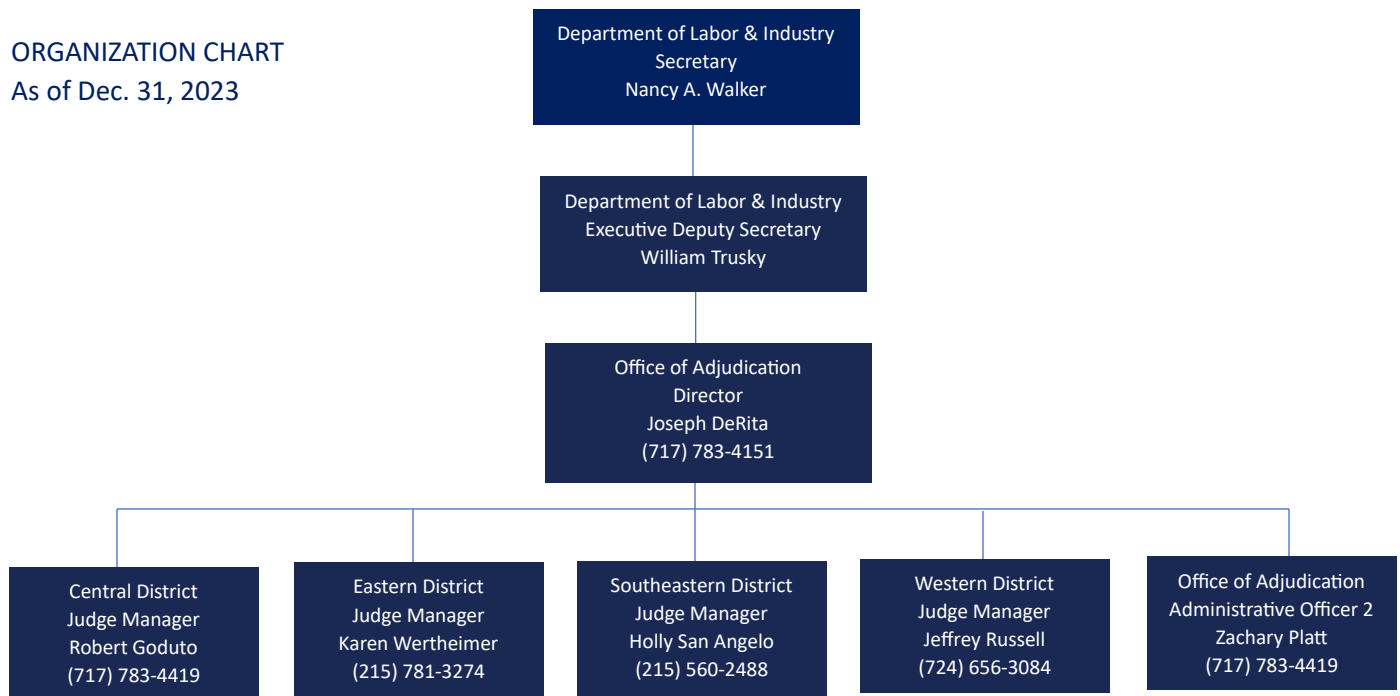 ORGANIZATION CHART
As of Dec. 31, 2023
Department of Labor & Industry
Secretary
Nancy A. Walker
Department of Labor & Industry
Executive Deputy Secretary
William Trusky
Office of Adjudication
Director
Joseph DeRita
(717) 783-4151
Central District
Judge Manager
Robert Goduto
(717) 783-4419
Eastern District
Judge Manager
Karen Wertheimer
(215) 781-3274
Southeastern District
Judge Manager
Holly San Angelo
(215) 560-2488
Western District
Judge Manager
Jeffrey Russell
(724) 656-3084
Office of Adjudication
Administrative Officer 2
Zachary Platt
(717) 783-4419